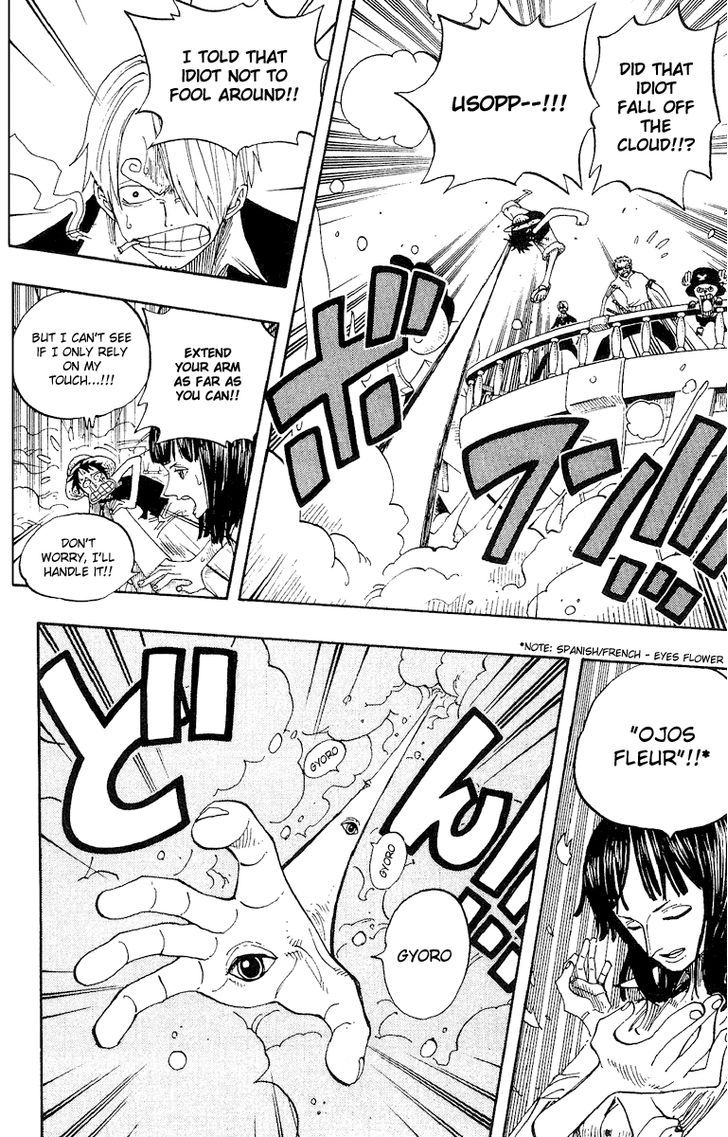 DID THAT
IDIOT
FALL OFF
THE
CLOUD!!?
USOPP--!!!
ボフン!!!
I TOLD THAT
IDIOT NOT TO
FOOL AROUND!!
EXTEND
YOUR ARM
AS FAR AS
YOU CAN!!
BUT I CAN'T SEE
IF I ONLY RELY
ON MY
TOUCH...!!!
DON'T
WORRY, I'LL
HANDLE IT!!
*NOTE: SPANISH/FRENCH - EYES FLOWER
"OJOS
FLEUR"!!*
どん!!!
GYORO
GYORO
GYORO